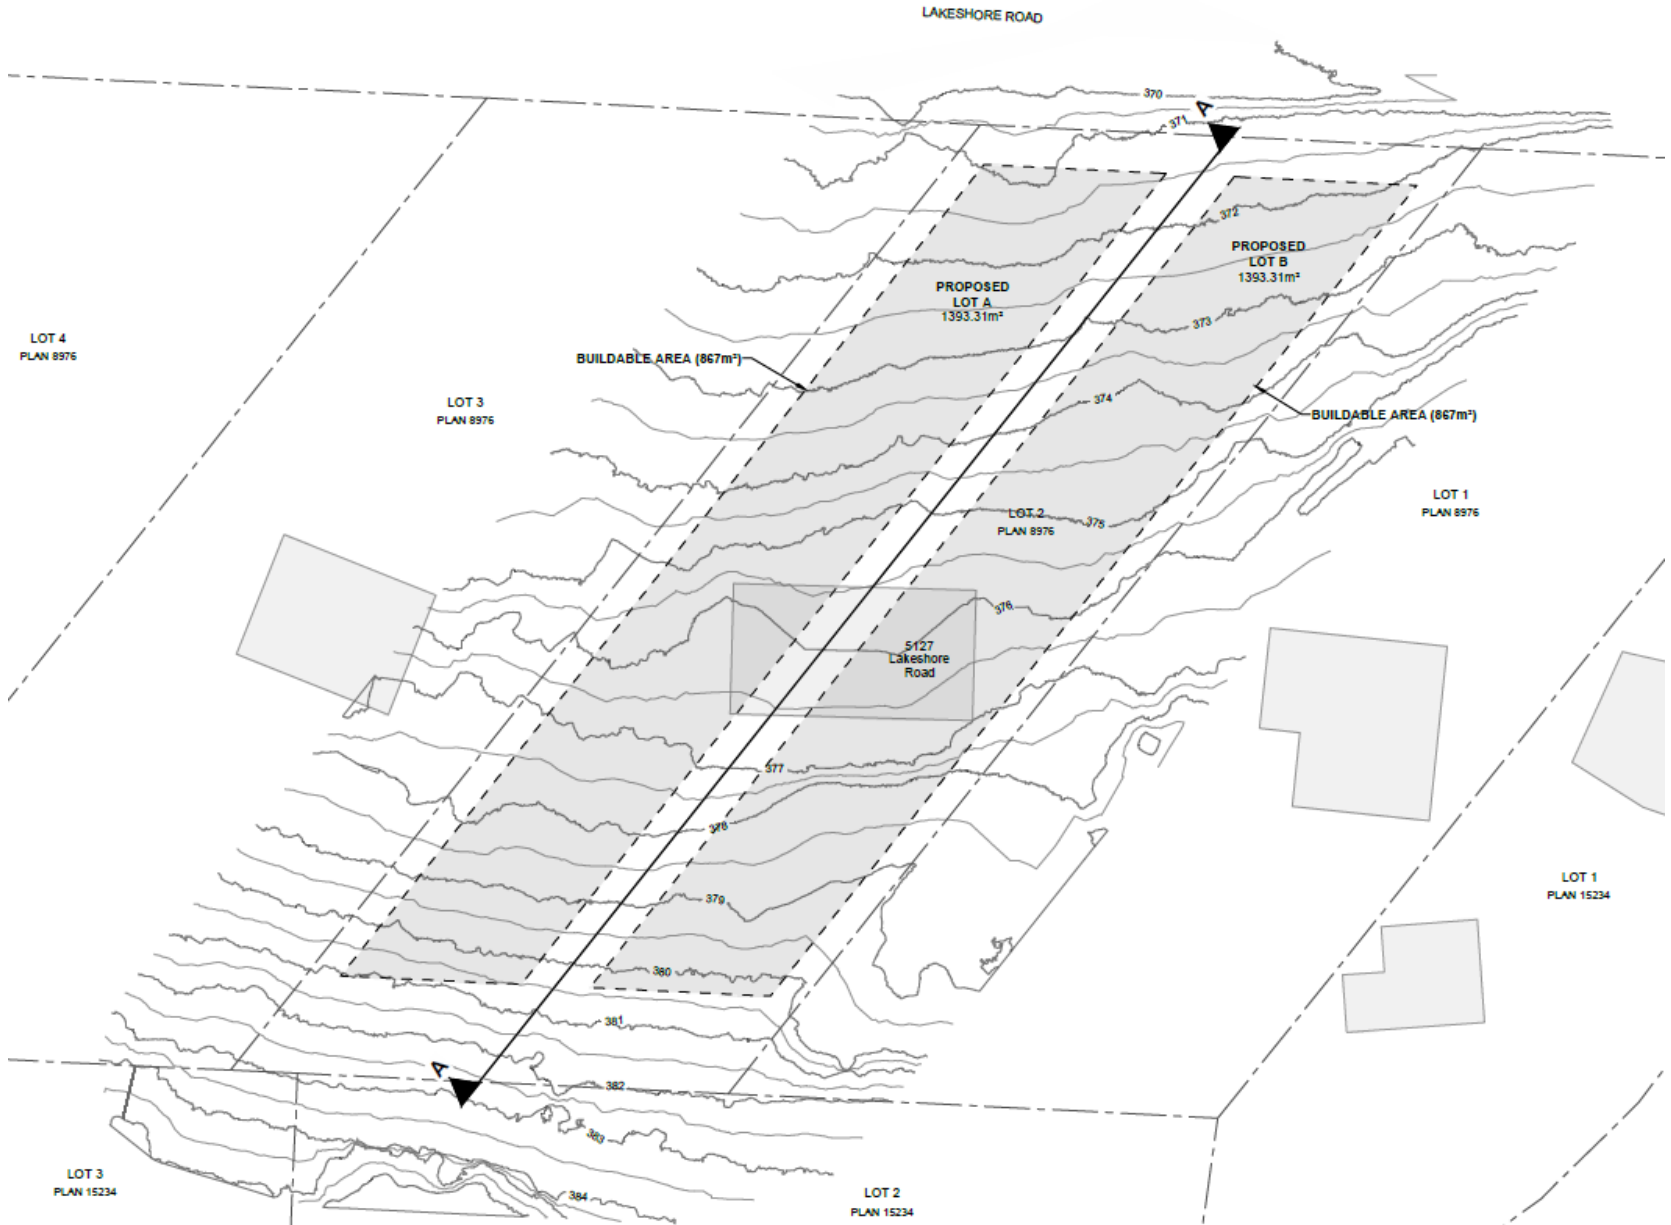 LAKESHORE ROAD
370
A
371
372
PROPOSED
LOT B
1393.31m²
PROPOSED
LOT A
1393.31m²
373
LOT 4
PLAN 8976
BUILDABLE AREA (867m²)
374
LOT 3
PLAN 8976
BUILDABLE AREA (867m²)
LOT 1
PLAN 8976
LOT 2
PLAN 8976
375
376
5127
Lakeshore
Road
377
378
LOT 1
PLAN 15234
379
380
381
A
382
383
LOT 3
PLAN 15234
384
LOT 2
PLAN 15234